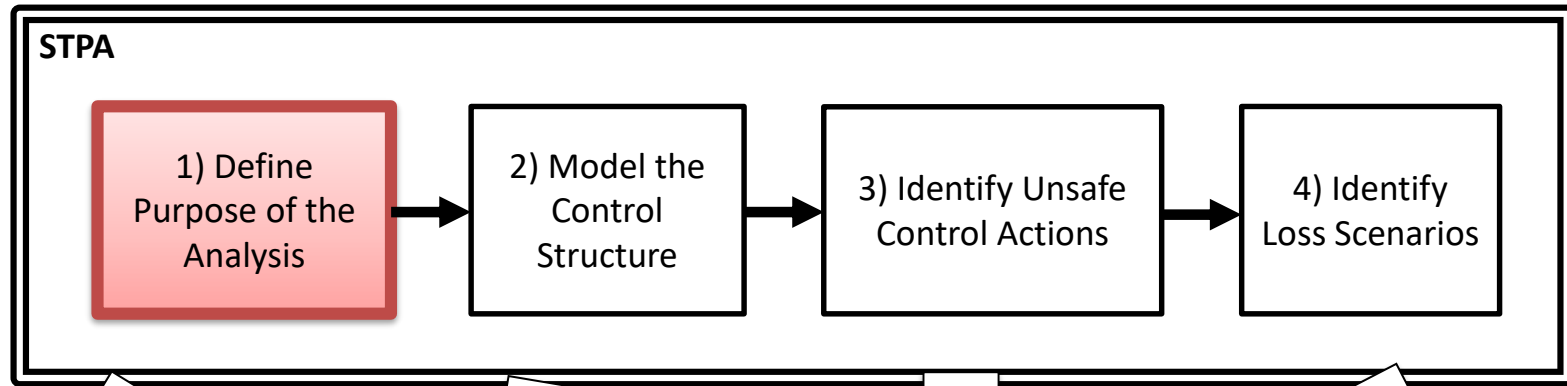 STPA
1) Define
Purpose of the
Analysis
2) Model the
Control
Structure
3) Identify Unsafe
Control Actions
4) Identify
Loss Scenarios